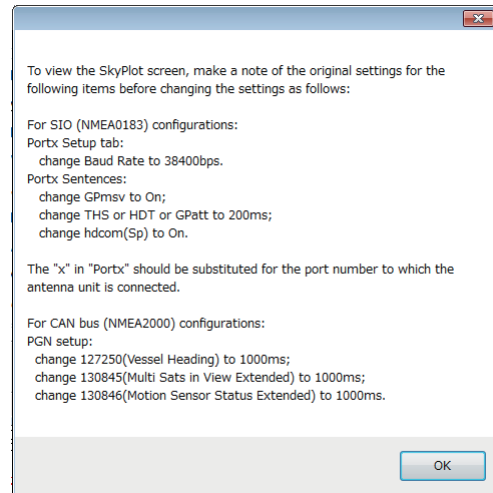 To view the SkyPlot screen, make a note of the original settings for the
following items before changing the settings as follows:
For SIO (NMEA0183) configurations:
Portx Setup tab:
change Baud Rate to 38400bps.
Portx Sentences:
change GPmsv to On;
change THS or HDT or GPatt to 200ms;
change hdcom(Sp) to On.
The "x" in "Portx" should be substituted for the port number to which the
antenna unit is connected.
For CAN bus (NMEA2000) configurations:
PGN setup:
change 127250(Vessel Heading) to 1000ms;
change 130845(Multi Sats in View Extended) to 1000ms;
change 130846(Motion Sensor Status Extended) to 1000ms.
OK